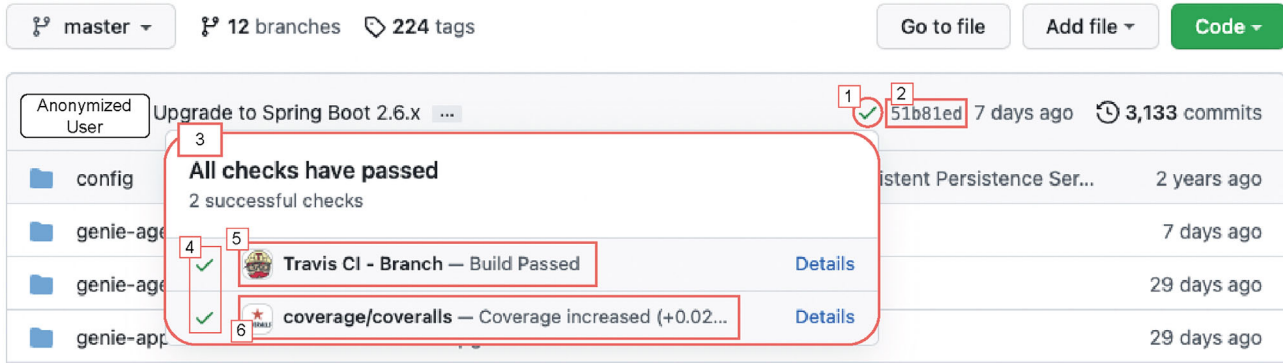 master 12 branches 224 tags Go to file Add file Code
Anonymized User Upgrade to Spring Boot 2.6.x ... 1 2 51b81ed 7 days ago 3,133 commits
3
All checks have passed
config istent Persistence Ser... 2 years ago
2 successful checks
genie-age 7 days ago
4 5
Travis CI - Branch — Build Passed Details
genie-age 29 days ago
6 coverage/coveralls — Coverage increased (+0.02... Details
genie-app 29 days ago